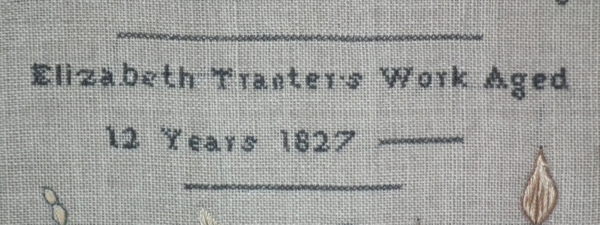 Elizabeth Tranter's Work Aged
12 Years 1827